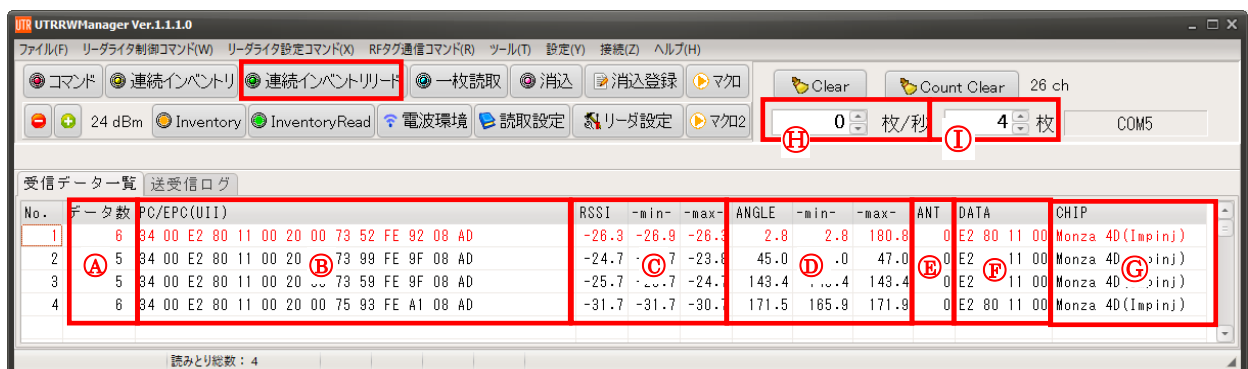 UTR UTRRWManager Ver.1.1.1.0
ファイル(F) リーダライタ制御コマンド(W) リーダライタ設定コマンド(X) RFタグ通信コマンド(R) ツール(T) 設定(Y) 接続(Z) ヘルプ(H)
コマンド 連続インベントリ 連続インベントリリード 一枚読取 消込 消込登録 マクロ Clear Count Clear 26 ch
24 dBm Inventory InventoryRead 電波環境 読取設定 リーダ設定 マクロ2 0 枚/秒 4 枚 COM5
Ⓗ Ⓘ
受信データ一覧 送受信ログ
No. データ数 PC/EPC(UII) RSSI -min- -max- ANGLE -min- -max- ANT DATA CHIP
1 6 34 00 E2 80 11 00 20 00 73 52 FE 92 08 AD -26.3 -26.9 -26.3 2.8 2.8 180.8 0 E2 80 11 00 Monza 4D(Impinj)
2 5 34 00 E2 80 11 00 20 73 99 FE 9F 08 AD -24.7 -23.8 45.0 .0 47.0 0 E2 11 00 Monza 4D inj)
Ⓐ Ⓑ Ⓒ Ⓓ Ⓔ Ⓕ Ⓖ
3 5 34 00 E2 80 11 00 20 73 59 FE 9F 08 AD -25.7 -24.7 143.4 .4 143.4 0 E2 11 00 Monza 4D inj)
4 6 34 00 E2 80 11 00 20 00 75 93 FE A1 08 AD -31.7 -31.7 -30.7 171.5 165.9 171.9 0 E2 80 11 00 Monza 4D(Impinj)
読みとり総数: 4